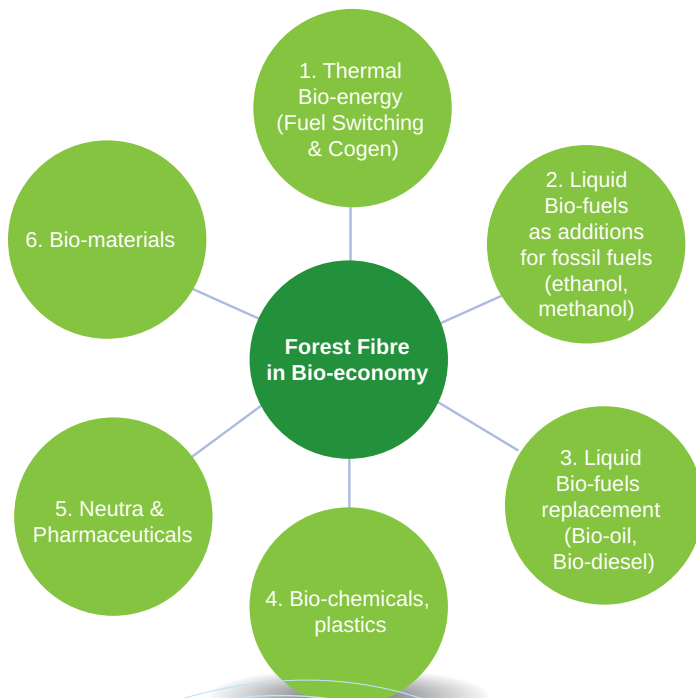 1. Thermal
Bio-energy
(Fuel Switching
& Cogen)
2. Liquid
Bio-fuels
as additions
for fossil fuels
(ethanol,
methanol)
3. Liquid
Bio-fuels
replacement
(Bio-oil,
Bio-diesel)
4. Bio-chemicals,
plastics
5. Neutra &
Pharmaceuticals
6. Bio-materials
Forest Fibre
in Bio-economy